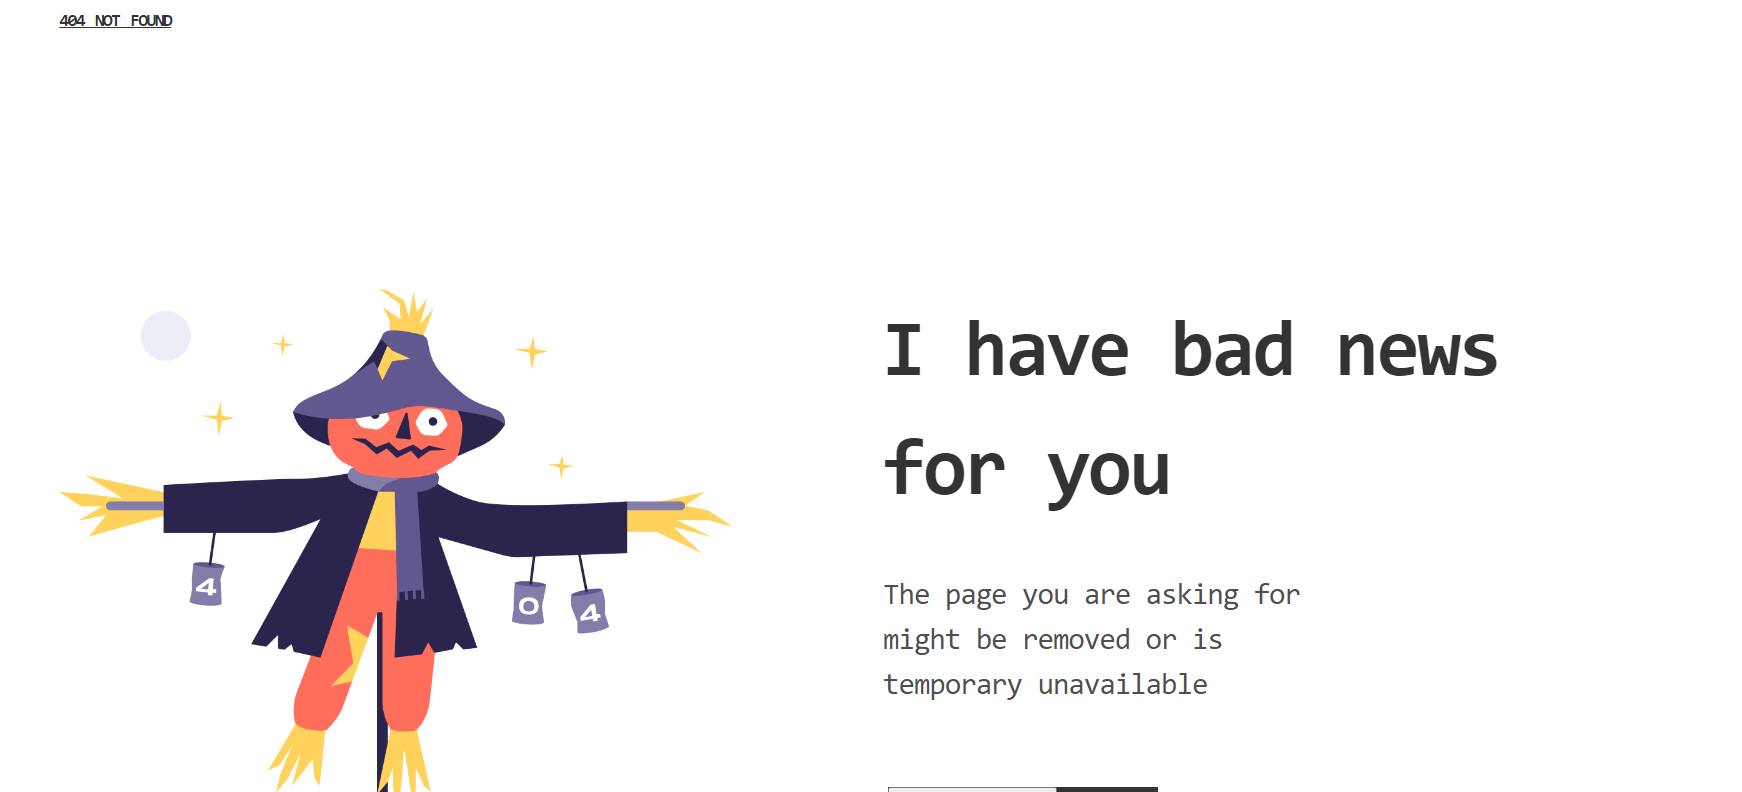 404 NOT FOUND
I have bad news
for you
4
0
4
The page you are asking for
might be removed or is
temporary unavailable